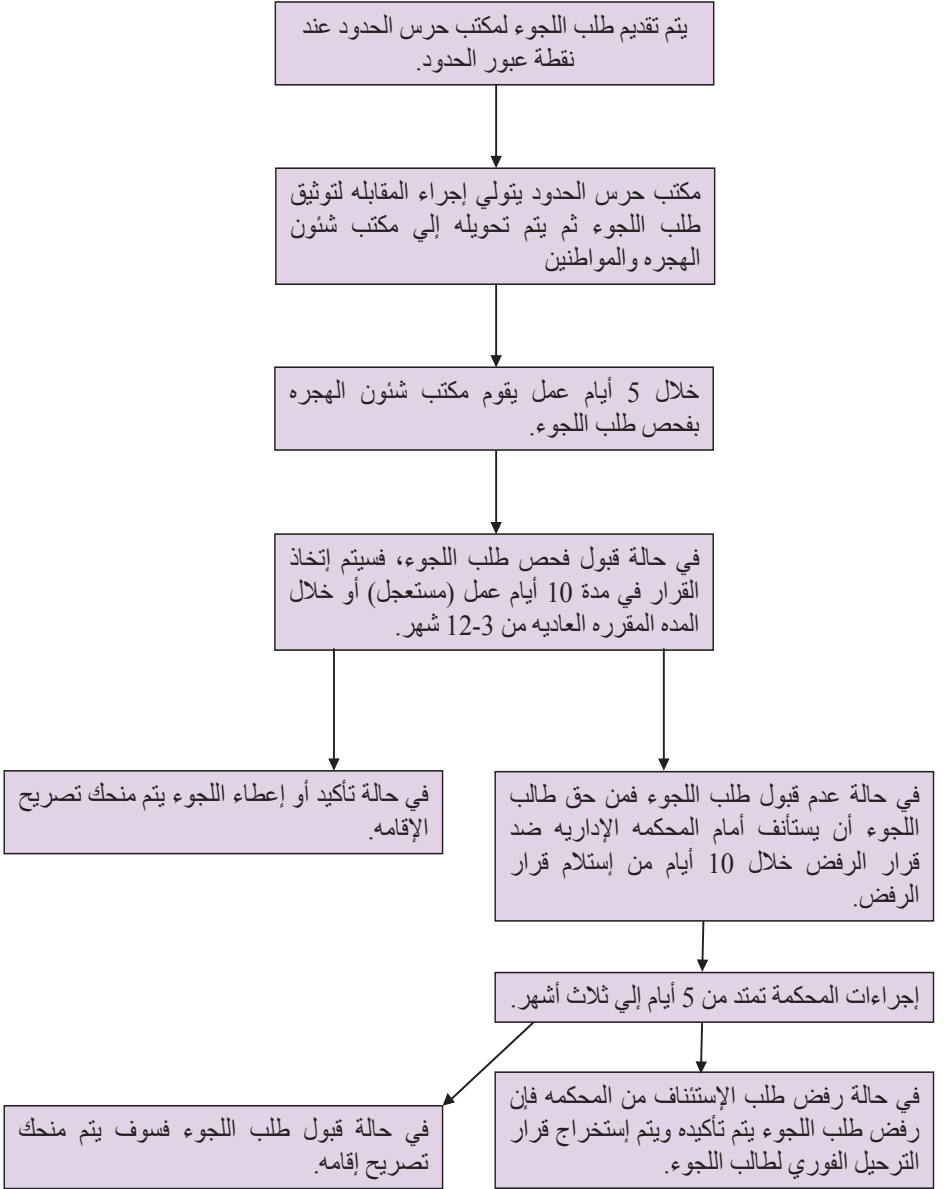 يتم تقديم طلب اللجوء لمكتب حرس الحدود عند
نقطة عبور الحدود.
مكتب حرس الحدود يتولي إجراء المقابله لتوثيق
طلب اللجوء ثم يتم تحويله إلي مكتب شئون
الهجره والمواطنين
خلال 5 أيام عمل يقوم مكتب شئون الهجره
بفحص طلب اللجوء.
في حالة قبول فحص طلب اللجوء، فسيتم إتخاذ
القرار في مدة 10 أيام عمل (مستعجل) أو خلال
المده المقرره العاديه من 3-12 شهر.
في حالة عدم قبول طلب اللجوء فمن حق طالب
اللجوء أن يستأنف أمام المحكمه الإداريه ضد
قرار الرفض خلال 10 أيام من إستلام قرار
الرفض.
في حالة تأكيد أو إعطاء اللجوء يتم منحك تصريح
الإقامه.
إجراءات المحكمة تمتد من 5 أيام إلي ثلاث أشهر.
في حالة رفض طلب الإستئناف من المحكمه فإن
رفض طلب اللجوء يتم تأكيده ويتم إستخراج قرار
الترحيل الفوري لطالب اللجوء.
في حالة قبول طلب اللجوء فسوف يتم منحك
تصريح إقامه.